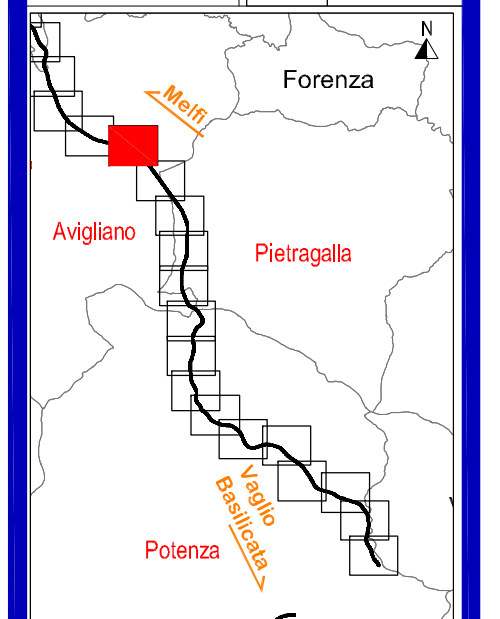 N
Forenza
Melfi
Avigliano
Pietragalla
Vaglio
Basilicata
Potenza